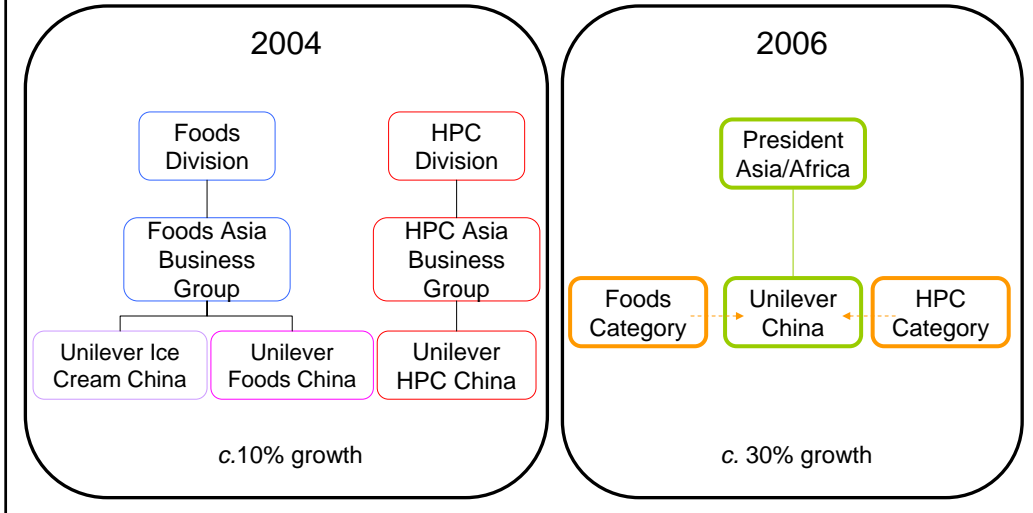 2004
Foods
Division
HPC
Division
Foods Asia
Business
Group
HPC Asia
Business
Group
Unilever Ice
Cream China
Unilever
Foods China
Unilever
HPC China
c.10% growth
2006
President
Asia/Africa
Foods
Category
Unilever
China
HPC
Category
c. 30% growth